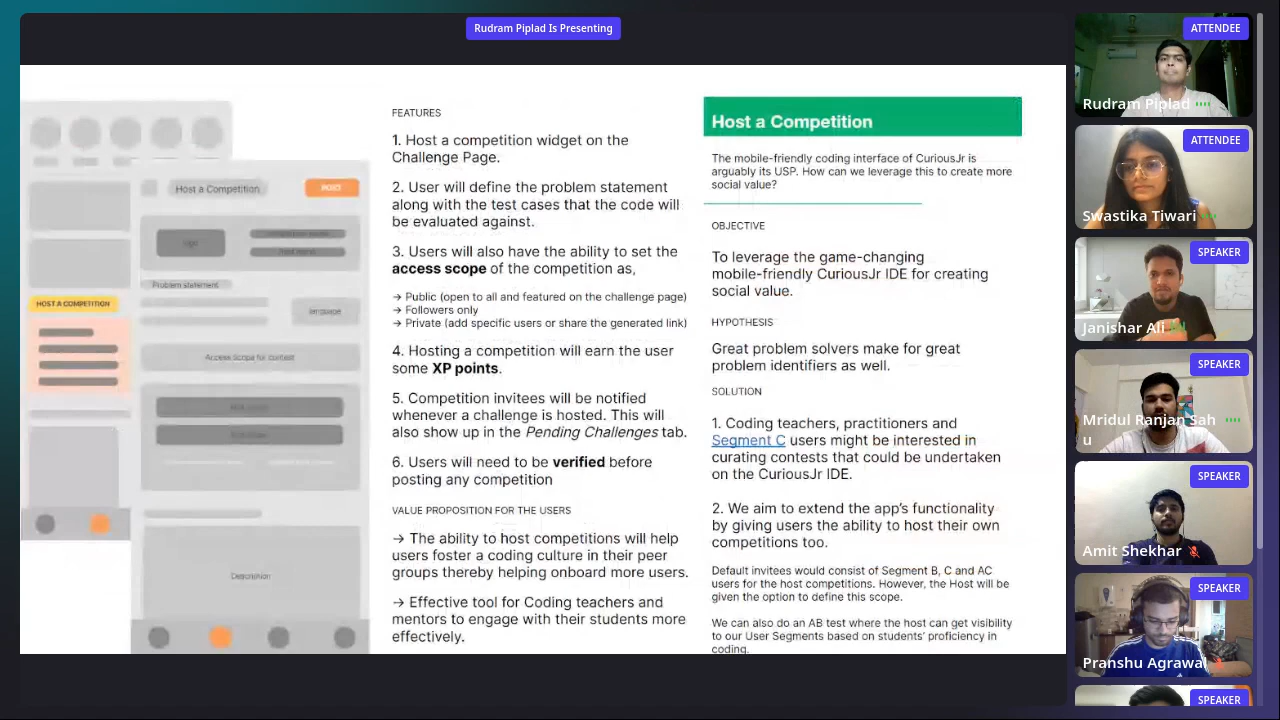 Rudram Piplad Is Presenting
Host a Competition
POST
Problem statement
language
HOST A COMPETITION
Access Scope for contest
Description
FEATURES
1. Host a competition widget on the
Challenge Page.
2. User will define the problem statement
along with the test cases that the code will
be evaluated against.
3. Users will also have the ability to set the
access scope of the competition as,
→ Public (open to all and featured on the challenge page)
→ Followers only
→ Private (add specific users or share the generated link)
4. Hosting a competition will earn the user
some XP points.
5. Competition invitees will be notified
whenever a challenge is hosted. This will
also show up in the Pending Challenges tab.
6. Users will need to be verified before
posting any competition
VALUE PROPOSITION FOR THE USERS
→ The ability to host competitions will help
users foster a coding culture in their peer
groups thereby helping onboard more users.
→ Effective tool for Coding teachers and
mentors to engage with their students more
effectively.
Host a Competition
The mobile-friendly coding interface of CuriousJr is
arguably its USP. How can we leverage this to create more
social value?
OBJECTIVE
To leverage the game-changing
mobile-friendly CuriousJr IDE for creating
social value.
HYPOTHESIS
Great problem solvers make for great
problem identifiers as well.
SOLUTION
1. Coding teachers, practitioners and
Segment C users might be interested in
curating contests that could be undertaken
on the CuriousJr IDE.
2. We aim to extend the app's functionality
by giving users the ability to host their own
competitions too.
Default invitees would consist of Segment B, C and AC
users for the host competitions. However, the Host will be
given the option to define this scope.
We can also do an AB test where the host can get visibility
to our User Segments based on students' proficiency in
coding.
ATTENDEE
Rudram Piplad
ATTENDEE
Swastika Tiwari
SPEAKER
Janishar Ali
SPEAKER
Mridul Ranjan Sah
u
SPEAKER
Amit Shekhar
SPEAKER
Pranshu Agrawal
SPEAKER